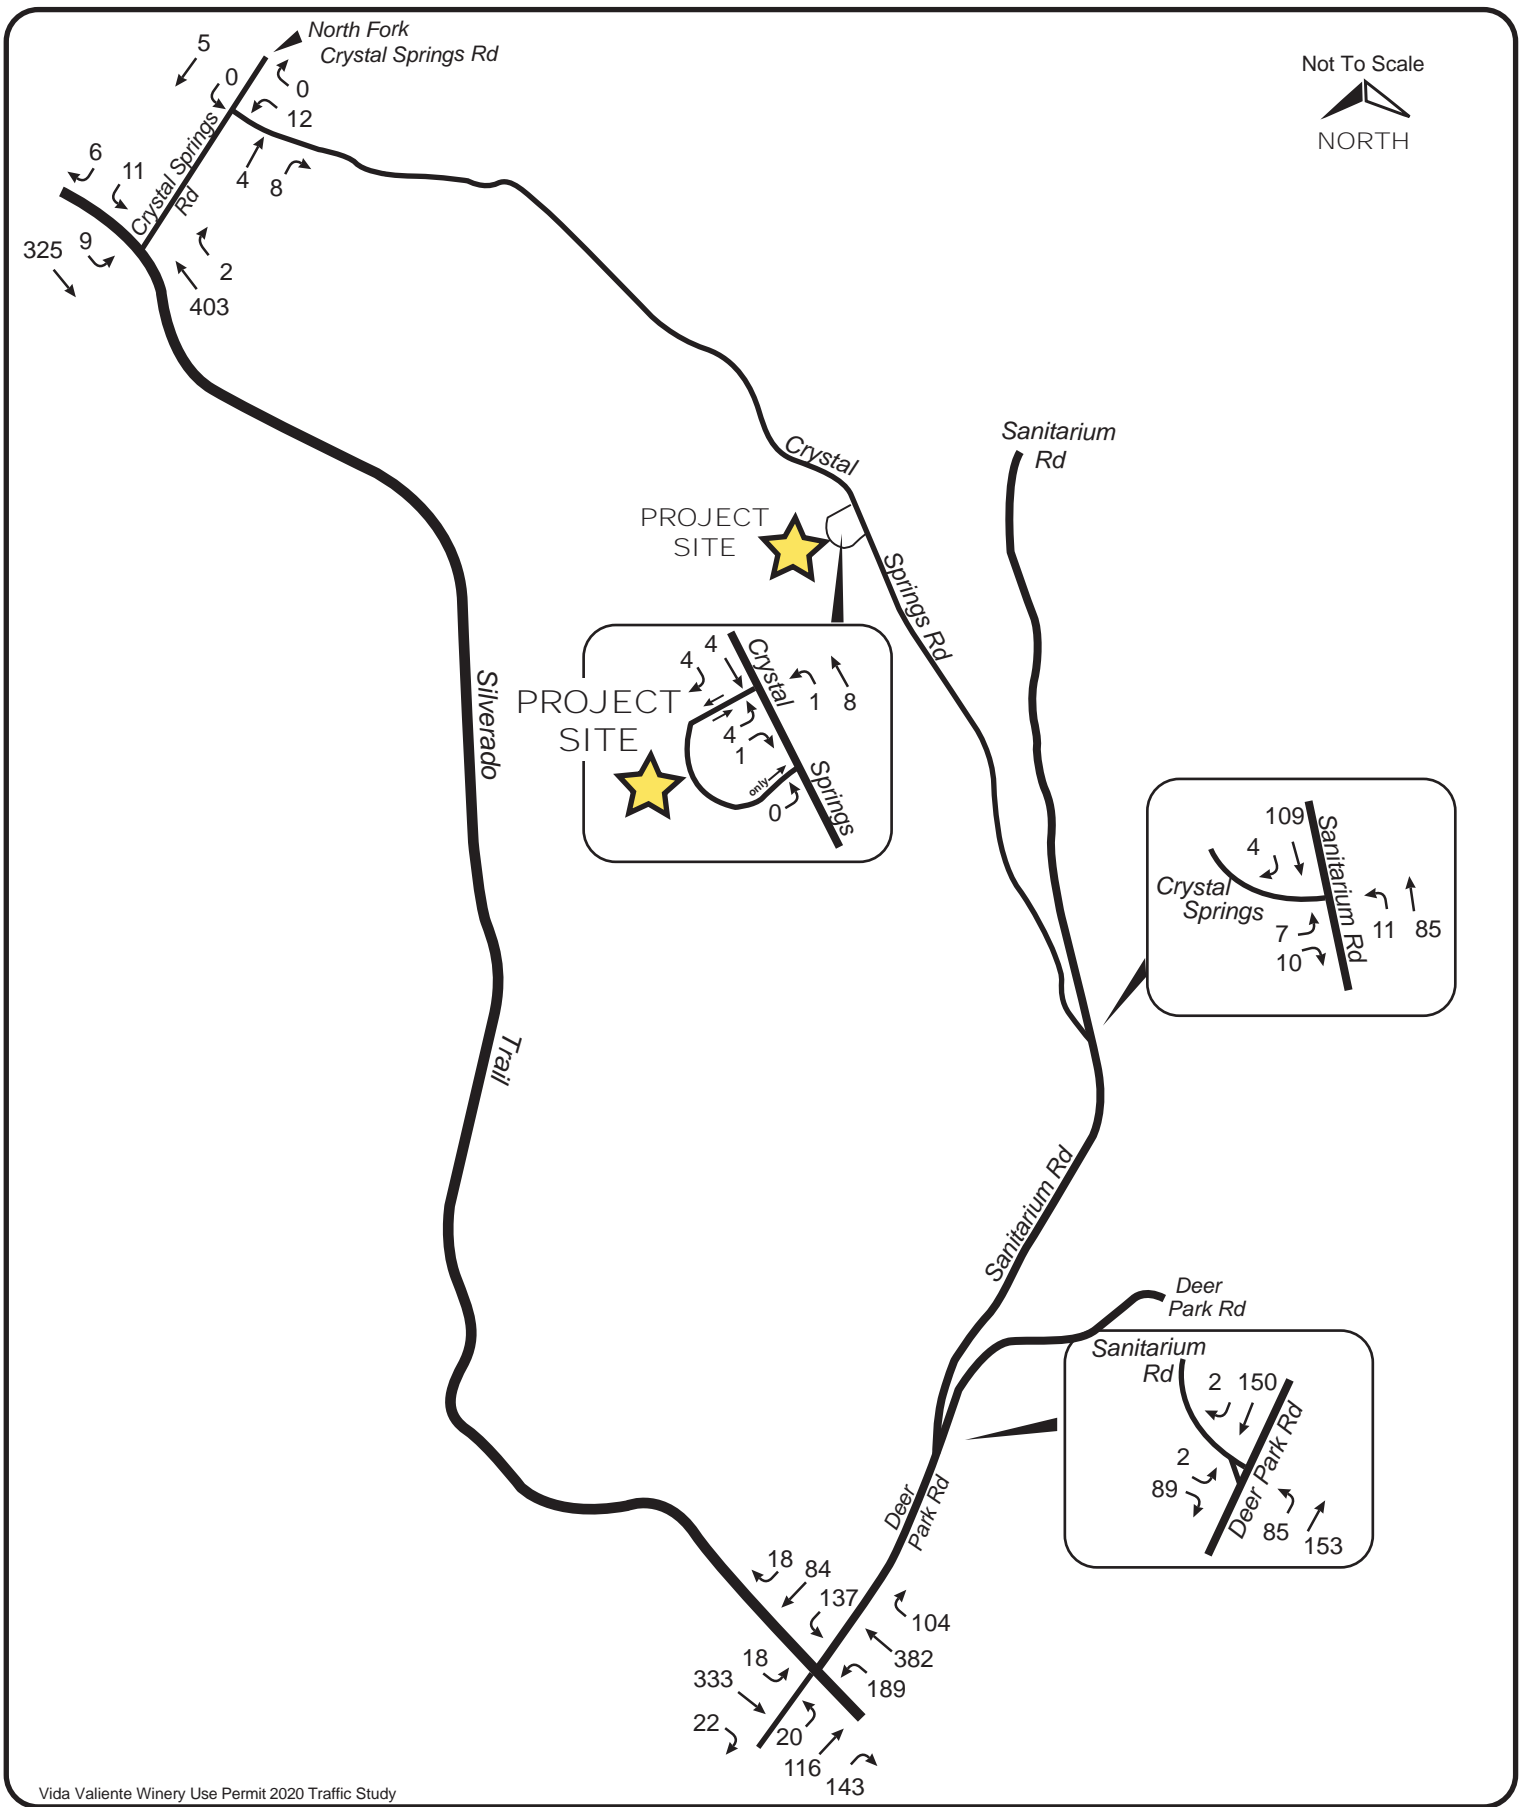 North Fork
Crystal Springs Rd
5
0
0
12
4
8
6
11
Crystal Springs
Rd
325
9
2
403
Not To Scale
NORTH
Crystal
Springs Rd
Sanitarium
Rd
PROJECT
SITE
4
4
Crystal
1
8
PROJECT
SITE
4
1
only
0
Springs
Silverado
Trail
109
4
Sanitarium Rd
Crystal
Springs
7
10
11
85
Sanitarium Rd
Deer
Park Rd
Sanitarium
Rd
2
150
2
89
Deer Park Rd
85
153
Deer
Park Rd
18
84
137
104
382
189
18
333
22
20
116
143
Vida Valiente Winery Use Permit 2020 Traffic Study